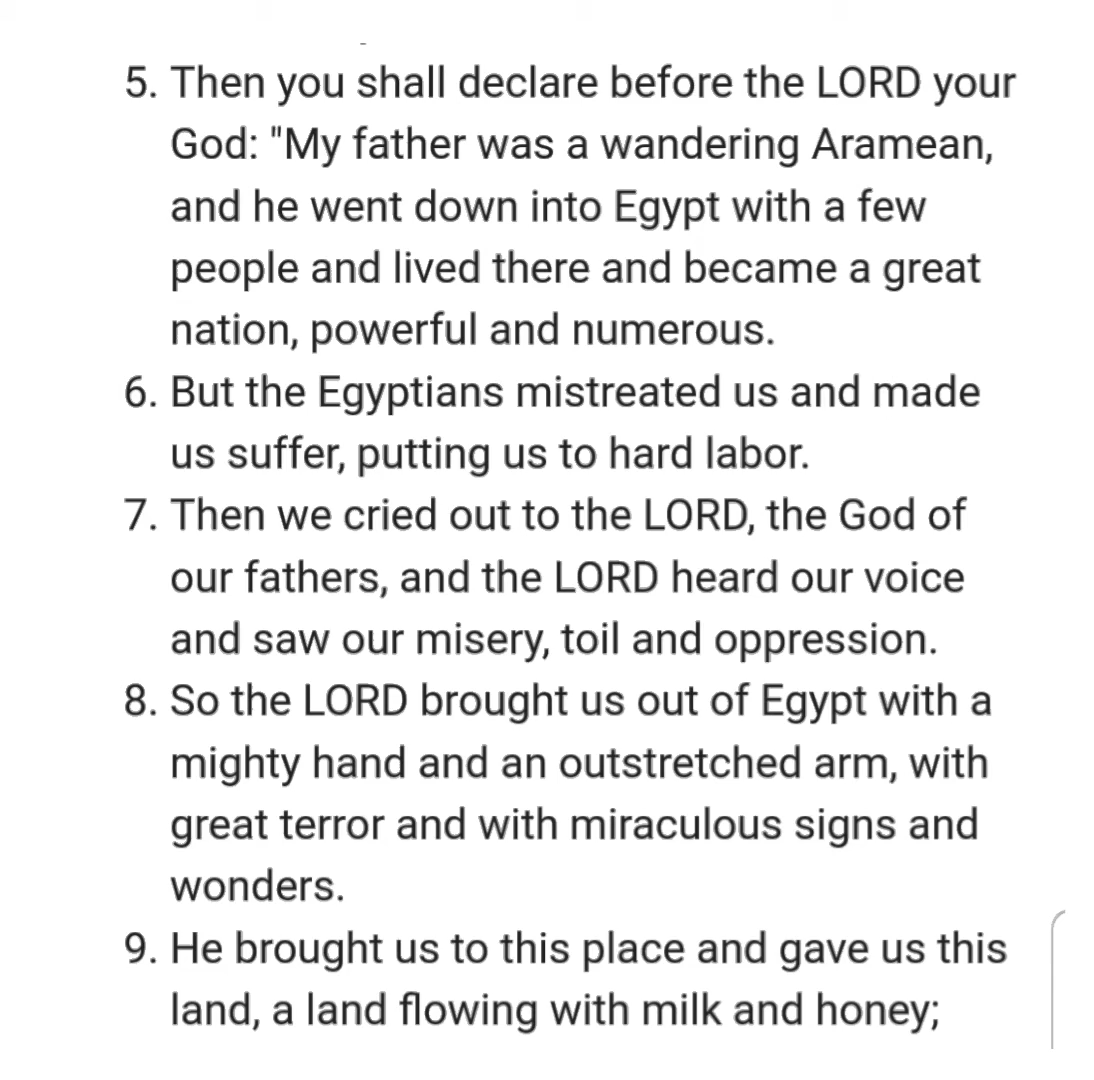 5. Then you shall declare before the LORD your
God: "My father was a wandering Aramean,
and he went down into Egypt with a few
people and lived there and became a great
nation, powerful and numerous.
6. But the Egyptians mistreated us and made
us suffer, putting us to hard labor.
7. Then we cried out to the LORD, the God of
our fathers, and the LORD heard our voice
and saw our misery, toil and oppression.
8. So the LORD brought us out of Egypt with a
mighty hand and an outstretched arm, with
great terror and with miraculous signs and
wonders.
9. He brought us to this place and gave us this
land, a land flowing with milk and honey;